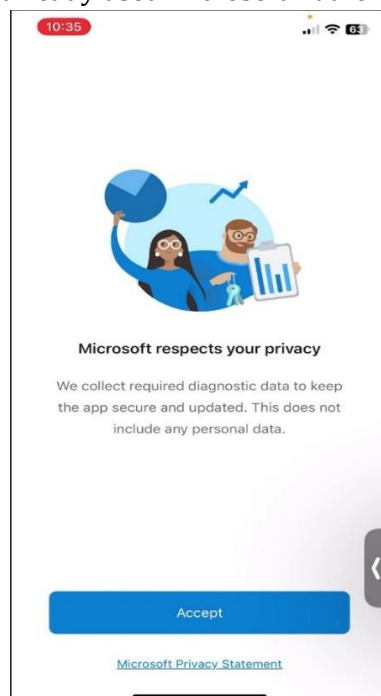 10:35
63
Microsoft respects your privacy
We collect required diagnostic data to keep
the app secure and updated. This does not
include any personal data.
Accept
Microsoft Privacy Statement